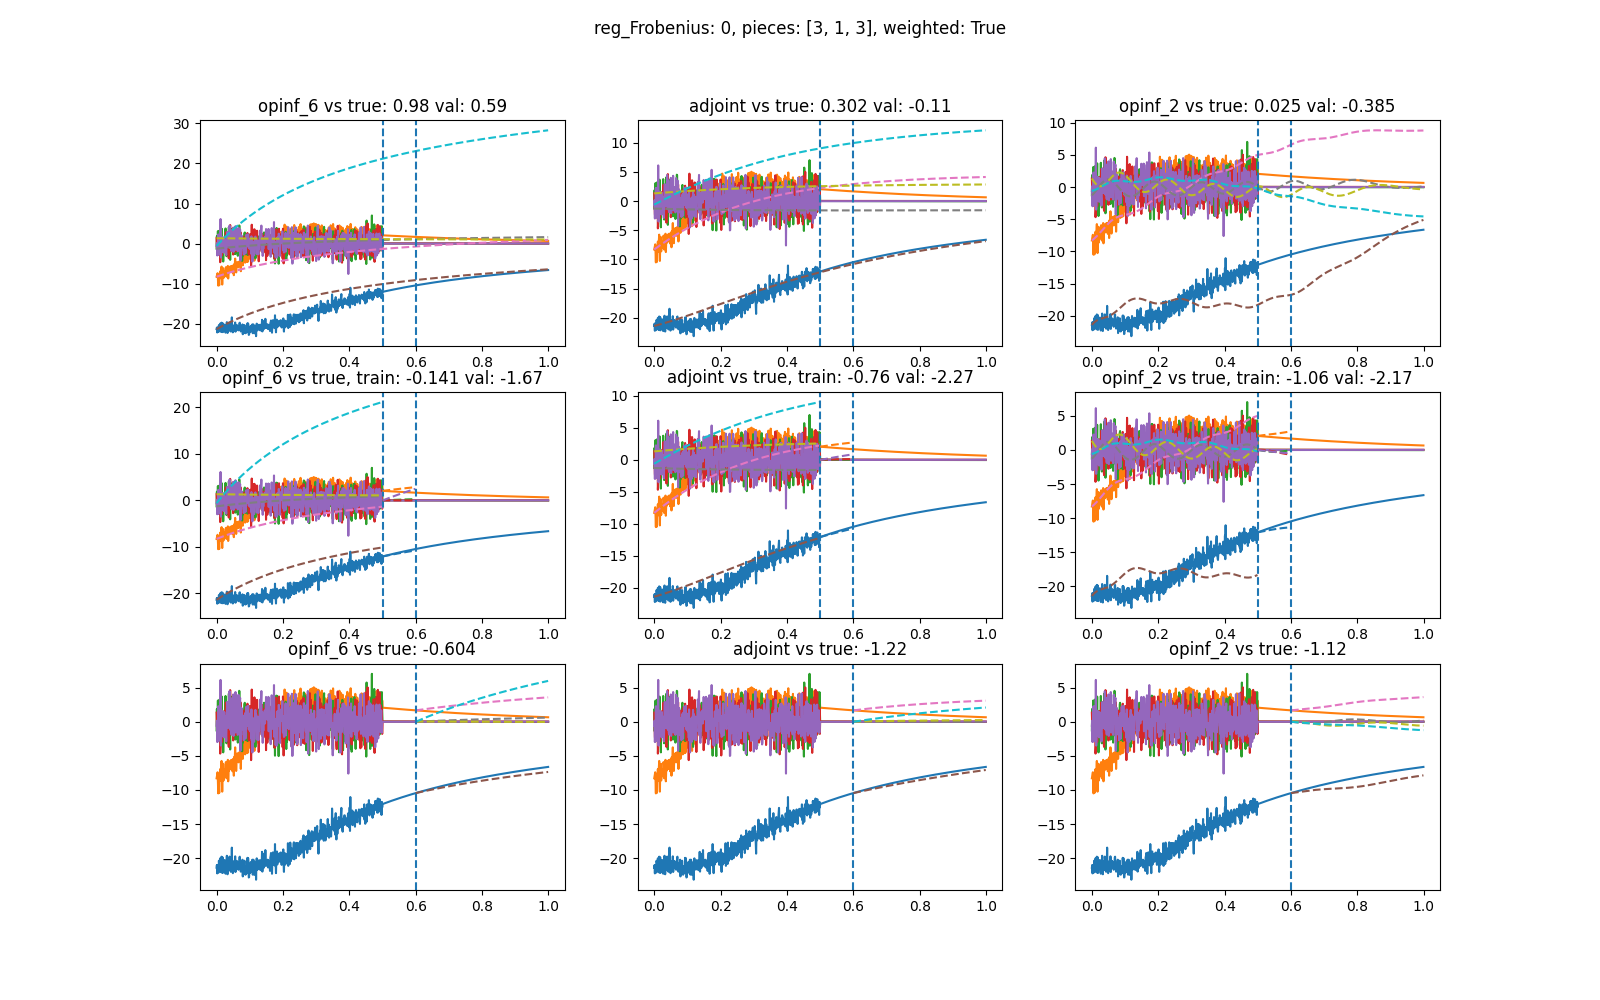 reg_Frobenius: 0, pieces: [3, 1, 3], weighted: True
opinf_6 vs true: 0.98 val: 0.59
adjoint vs true: 0.302 val: -0.11
opinf_2 vs true: 0.025 val: -0.385
30
20
10
0
−10
−20
0.0 0.2 0.4 0.6 0.8 1.0
10
5
0
−5
−10
−15
−20
0.0 0.2 0.4 0.6 0.8 1.0
10
5
0
−5
−10
−15
−20
0.0 0.2 0.4 0.6 0.8 1.0
opinf_6 vs true, train: -0.141 val: -1.67
adjoint vs true, train: -0.76 val: -2.27
opinf_2 vs true, train: -1.06 val: -2.17
20
10
0
−10
−20
0.0 0.2 0.4 0.6 0.8 1.0
10
5
0
−5
−10
−15
−20
0.0 0.2 0.4 0.6 0.8 1.0
5
0
−5
−10
−15
−20
0.0 0.2 0.4 0.6 0.8 1.0
opinf_6 vs true: -0.604
adjoint vs true: -1.22
opinf_2 vs true: -1.12
5
0
−5
−10
−15
−20
0.0 0.2 0.4 0.6 0.8 1.0
5
0
−5
−10
−15
−20
0.0 0.2 0.4 0.6 0.8 1.0
5
0
−5
−10
−15
−20
0.0 0.2 0.4 0.6 0.8 1.0